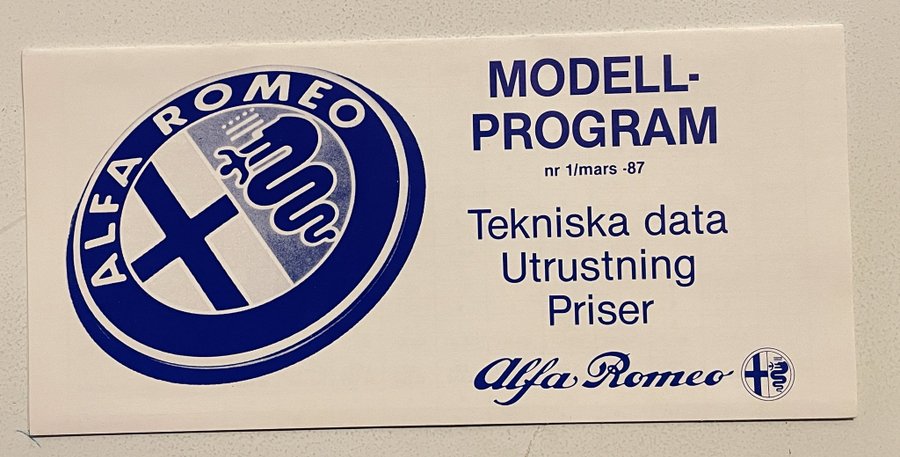 ALFA ROMEO
MODELL-
PROGRAM
nr 1/mars -87
Tekniska data
Utrustning
Priser
Alfa Romeo